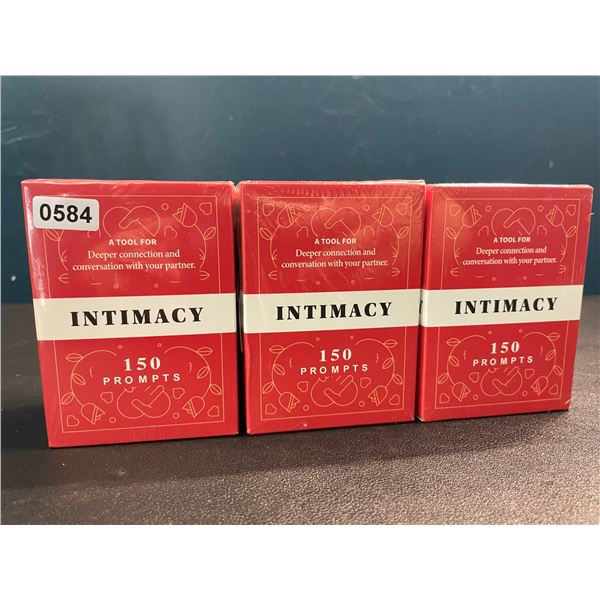 0584
A TOOL FOR
Deeper connection and
conversation with your partner.
INTIMACY
150
PROMPTS
A TOOL FOR
Deeper connection and
conversation with your partner.
INTIMACY
150
PROMPTS
A TOOL FOR
Deeper connection and
conversation with your partner.
INTIMACY
150
PROMPTS